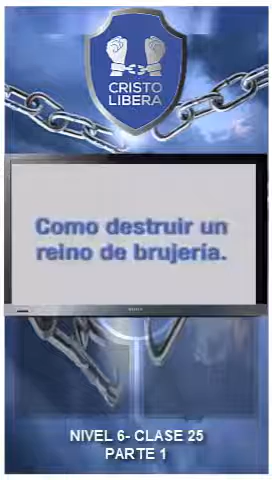 CRISTO
LIBERA
Como destruir un
reino de brujería.
NIVEL 6- CLASE 25
PARTE 1